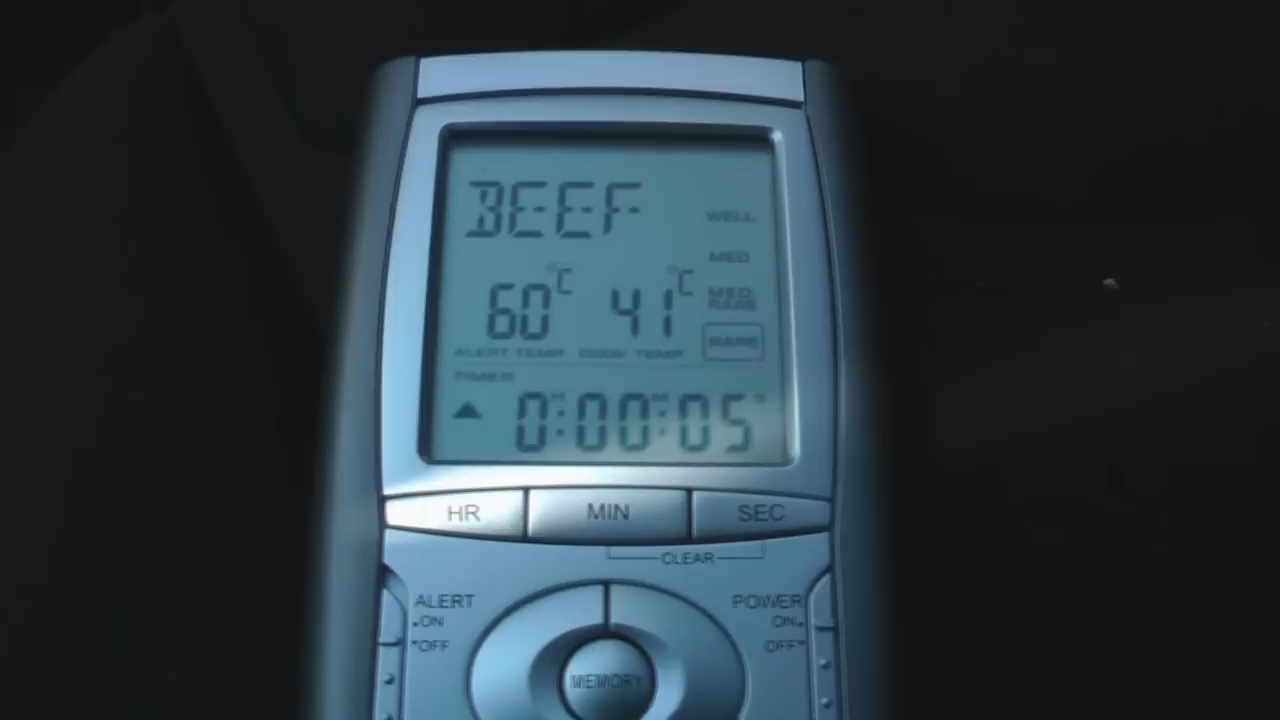 BEEF
WELL
MED
60°C 41°C
MED RARE
ALERT TEMP COOK TEMP
RARE
TIMER
0:00:05
HR MIN SEC
CLEAR
ALERT POWER
ON ON
OFF OFF
MEMORY